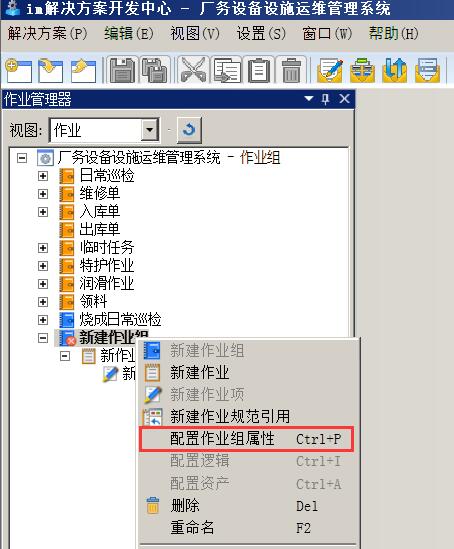 im解决方案开发中心 - 厂务设备设施运维管理系统
解决方案(P) 编辑(E) 视图(V) 设置(S) 窗口(W) 帮助(H)
作业管理器
视图: 作业
厂务设备设施运维管理系统 - 作业组
日常巡检
维修单
入库单
出库单
临时任务
特护作业
润滑作业
领料
烧成日常巡检
新建作业组
新作业
新
新建作业组
新建作业
新建作业项
新建作业规范引用
配置作业组属性 Ctrl+P
配置逻辑 Ctrl+I
配置资产 Ctrl+A
删除 Del
重命名 F2